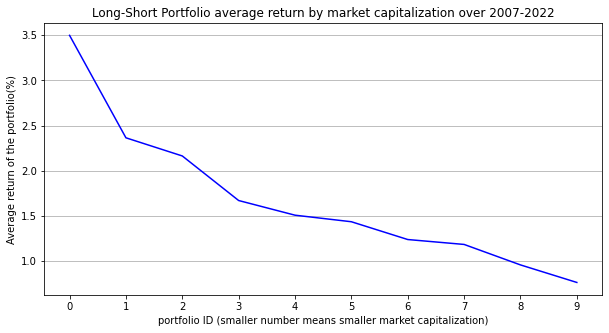 Long-Short Portfolio average return by market capitalization over 2007-2022
Average return of the portfolio(%)
3.5
3.0
2.5
2.0
1.5
1.0
0 1 2 3 4 5 6 7 8 9
portfolio ID (smaller number means smaller market capitalization)